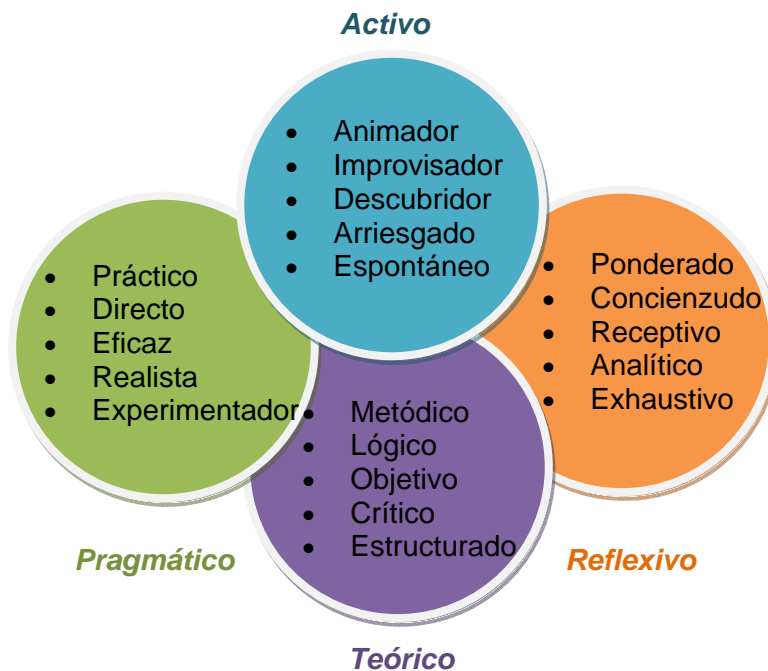 Activo
• Animador
• Improvisador
• Descubridor
• Arriesgado
• Espontáneo
• Práctico
• Directo
• Eficaz
• Realista
• Experimentador
• Ponderado
• Concienzudo
• Receptivo
• Analítico
• Exhaustivo
• Metódico
• Lógico
• Objetivo
• Crítico
• Estructurado
Pragmático
Reflexivo
Teórico